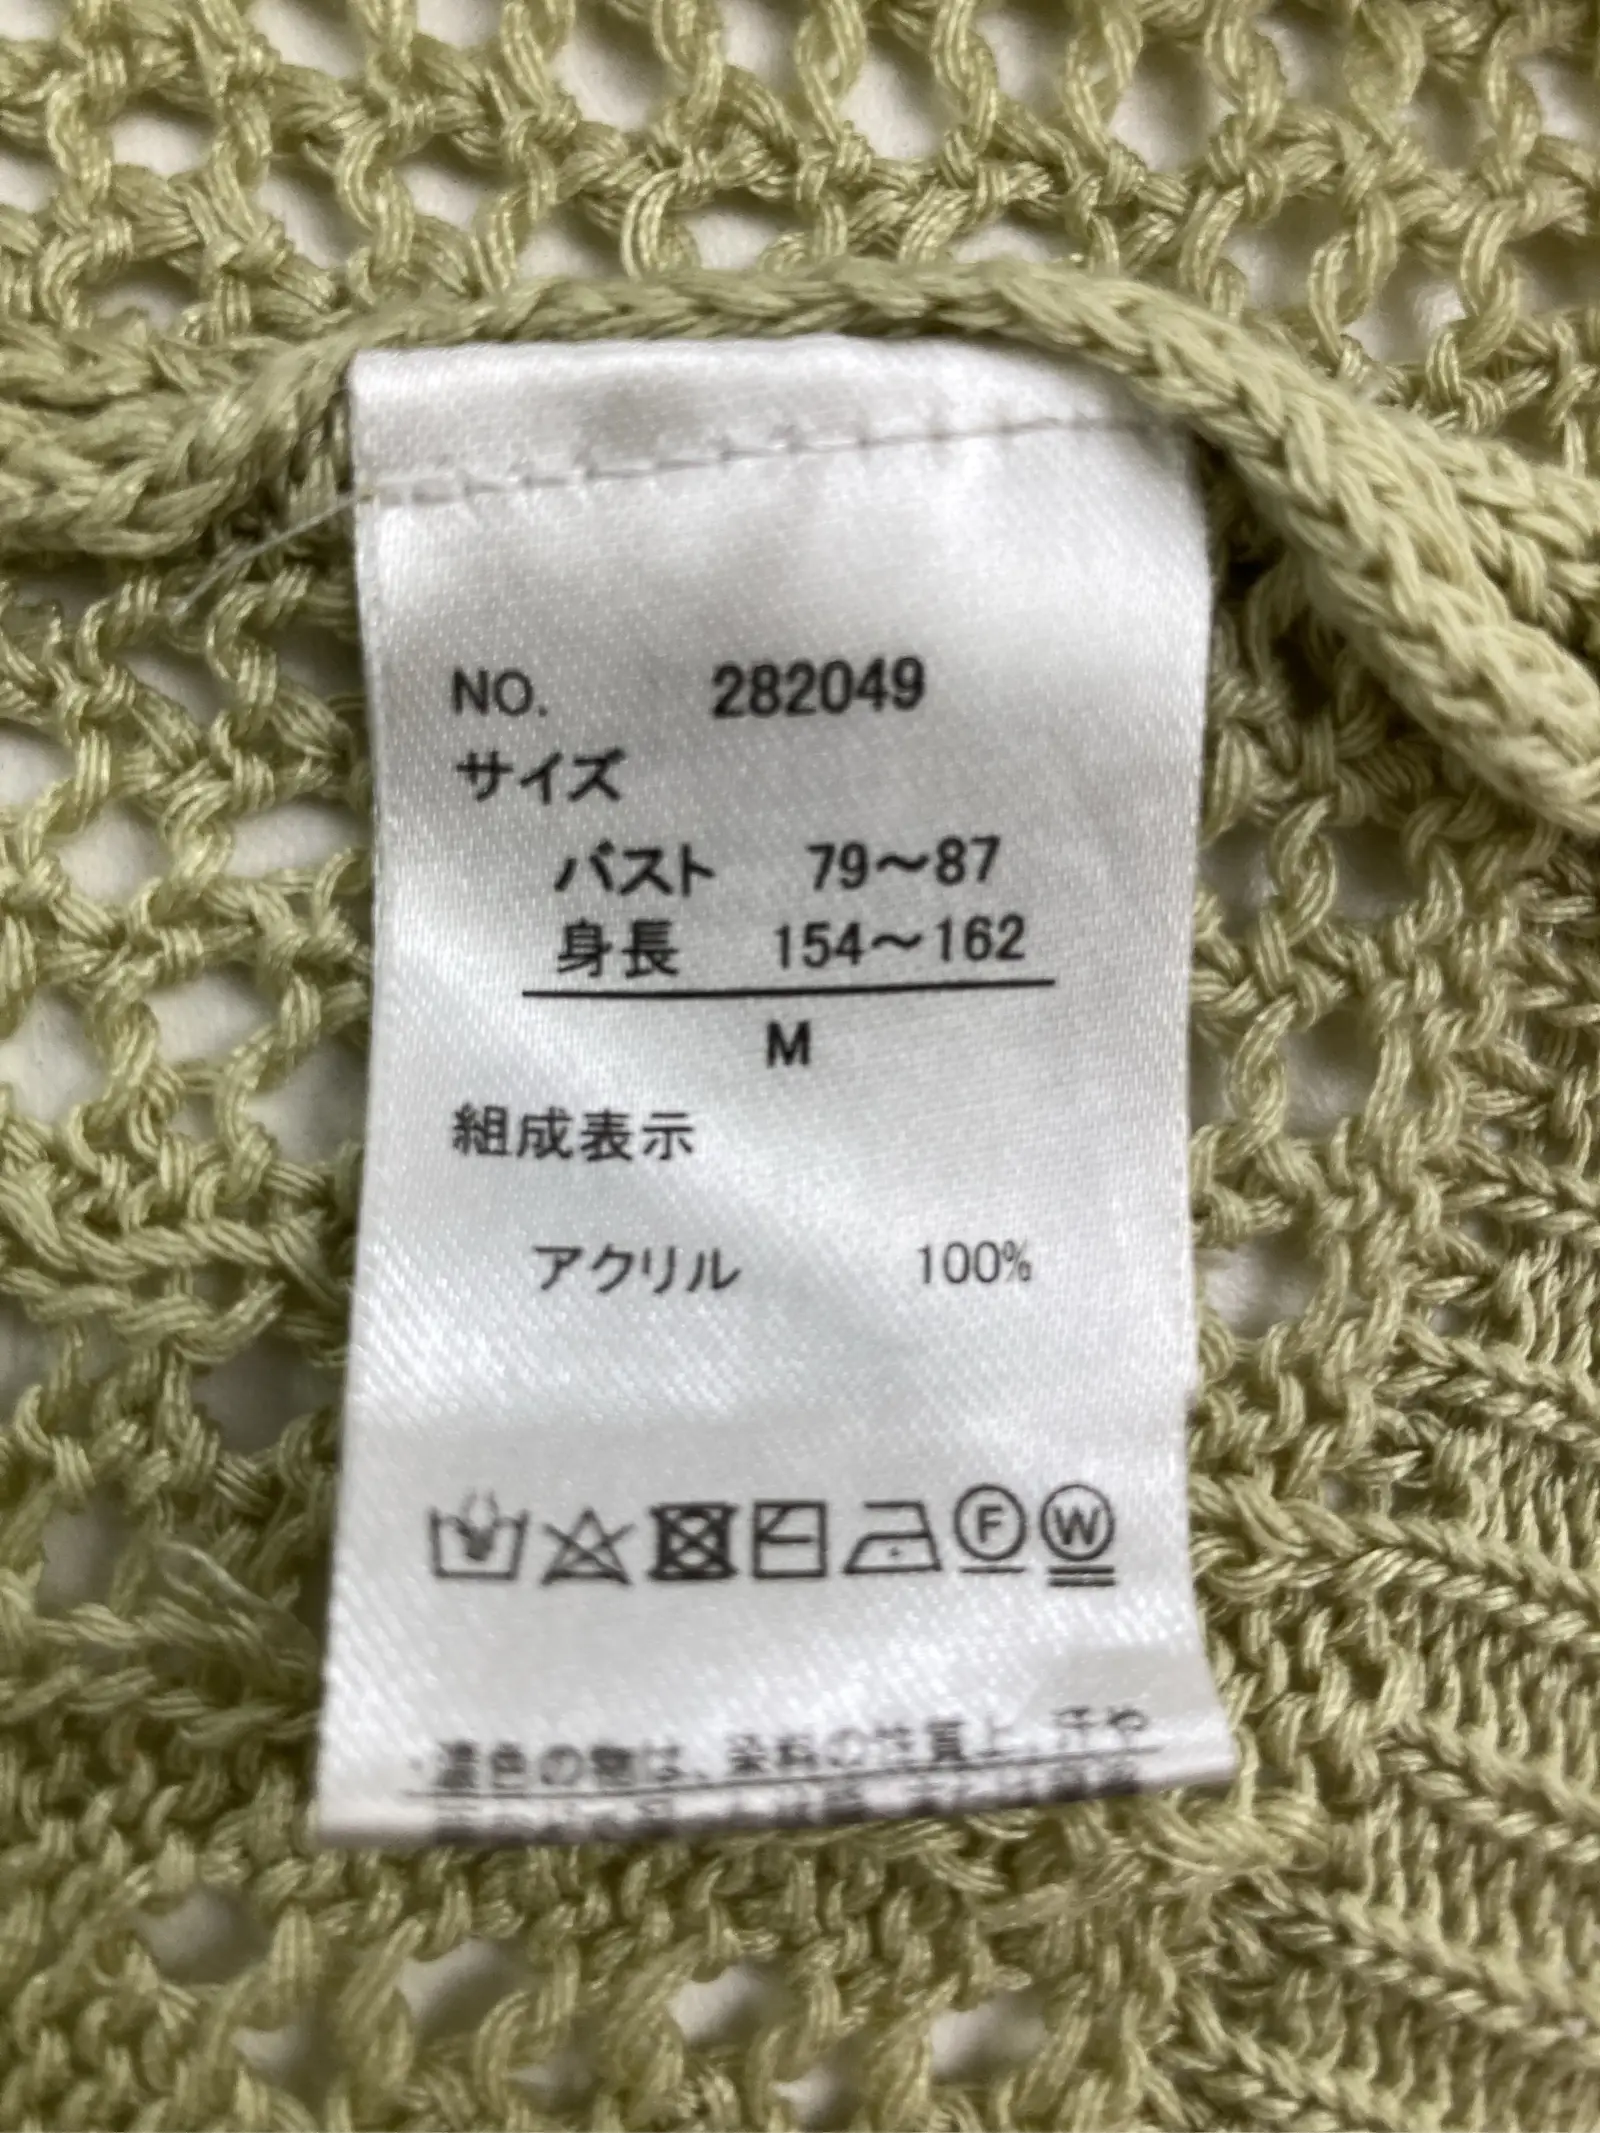 NO. 282049
サイズ
バスト 79～87
身長 154～162
M
組成表示
アクリル 100%
F W
・濃色の物は、染料の性質上、汗や